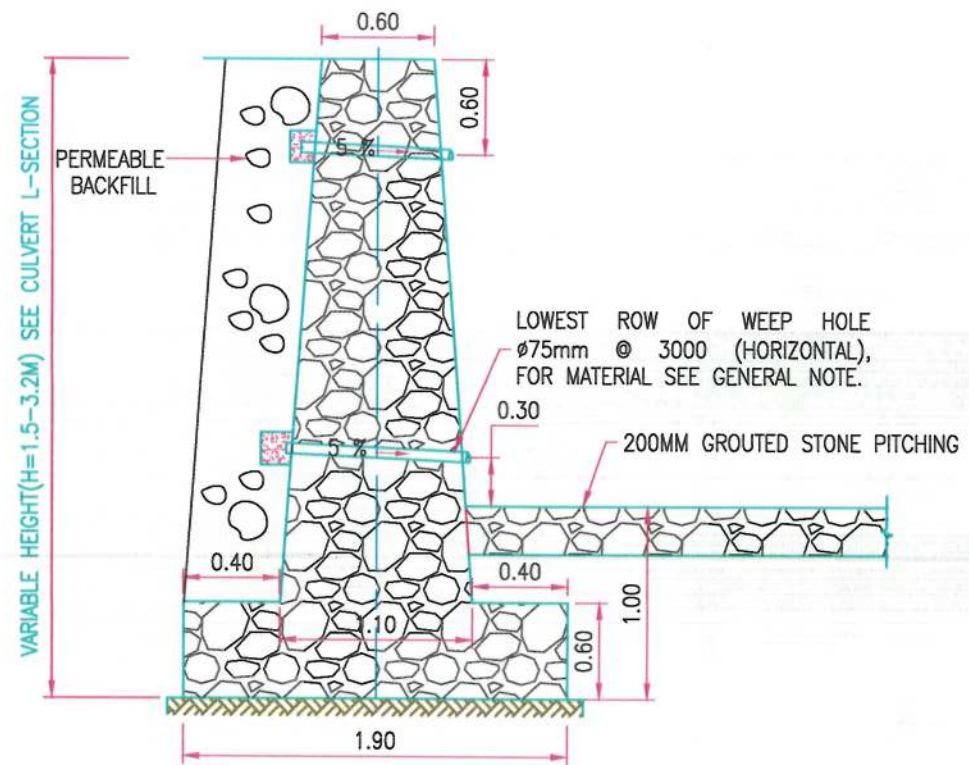 0.60
0.60
VARIABLE HEIGHT(H=1.5-3.2M) SEE CULVERT L-SECTION
PERMEABLE
BACKFILL
5 %
LOWEST ROW OF WEEP HOLE
ø75mm @ 3000 (HORIZONTAL),
FOR MATERIAL SEE GENERAL NOTE.
0.30
5 %
200MM GROUTED STONE PITCHING
0.40
0.40
1.00
1.10
0.60
1.90